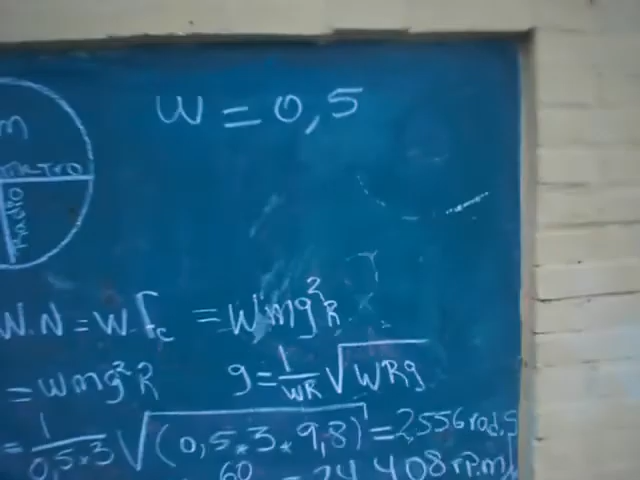 W = 0,5
m
metro
Radio
W.N = W Fc = Wmg²R
= Wmg²R g = 1/WR √WRg
= 1/0,5*3 √(0,5*3*9,8) = 2,556 rad.s
60 = 24,408 r.p.m